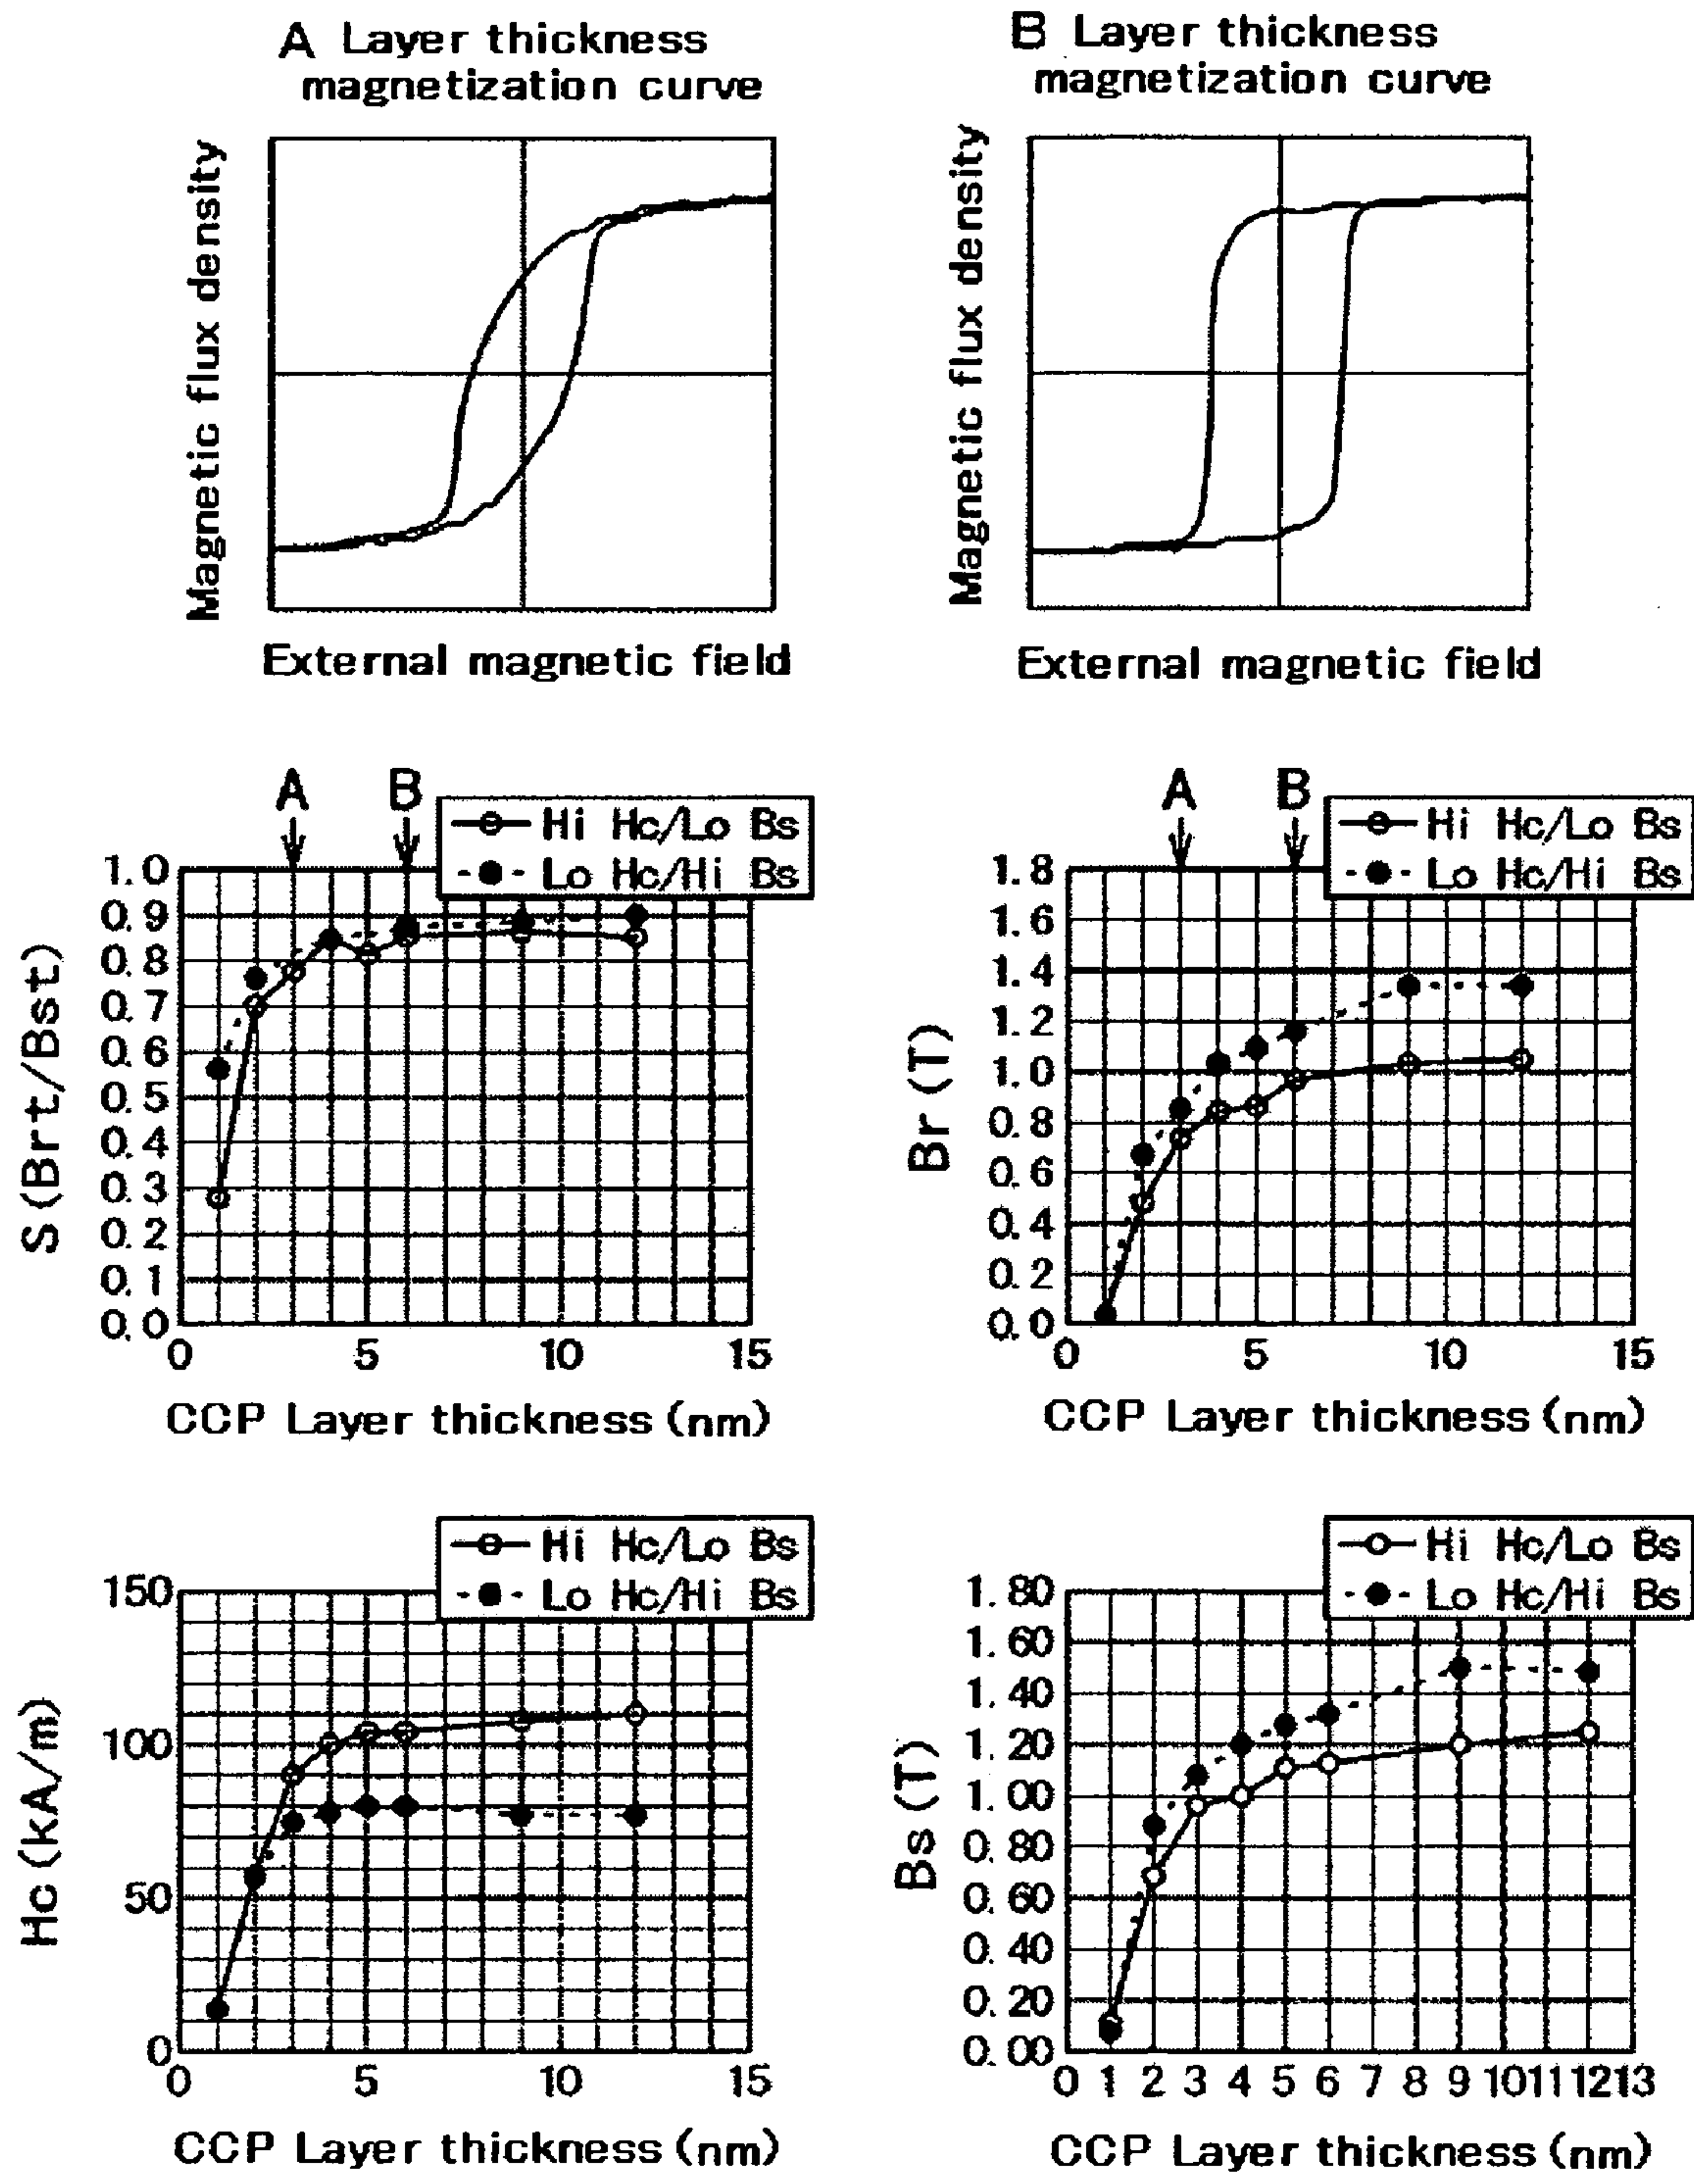 A Layer thickness
magnetization curve
Magnetic flux density
External magnetic field
B Layer thickness
magnetization curve
Magnetic flux density
External magnetic field
A B
Hi Hc/Lo Bs
Lo Hc/Hi Bs
S(Brt/Bst)
1.0
0.9
0.8
0.7
0.6
0.5
0.4
0.3
0.2
0.1
0.0
0 5 10 15
CCP Layer thickness (nm)
A B
Hi Hc/Lo Bs
Lo Hc/Hi Bs
Br (T)
1.8
1.6
1.4
1.2
1.0
0.8
0.6
0.4
0.2
0.0
0 5 10 15
CCP Layer thickness (nm)
Hi Hc/Lo Bs
Lo Hc/Hi Bs
Hc (kA/m)
150
100
50
0
0 5 10 15
CCP Layer thickness (nm)
Hi Hc/Lo Bs
Lo Hc/Hi Bs
Bs (T)
1.80
1.60
1.40
1.20
1.00
0.80
0.60
0.40
0.20
0.00
0 1 2 3 4 5 6 7 8 9 10 11 12 13
CCP Layer thickness (nm)